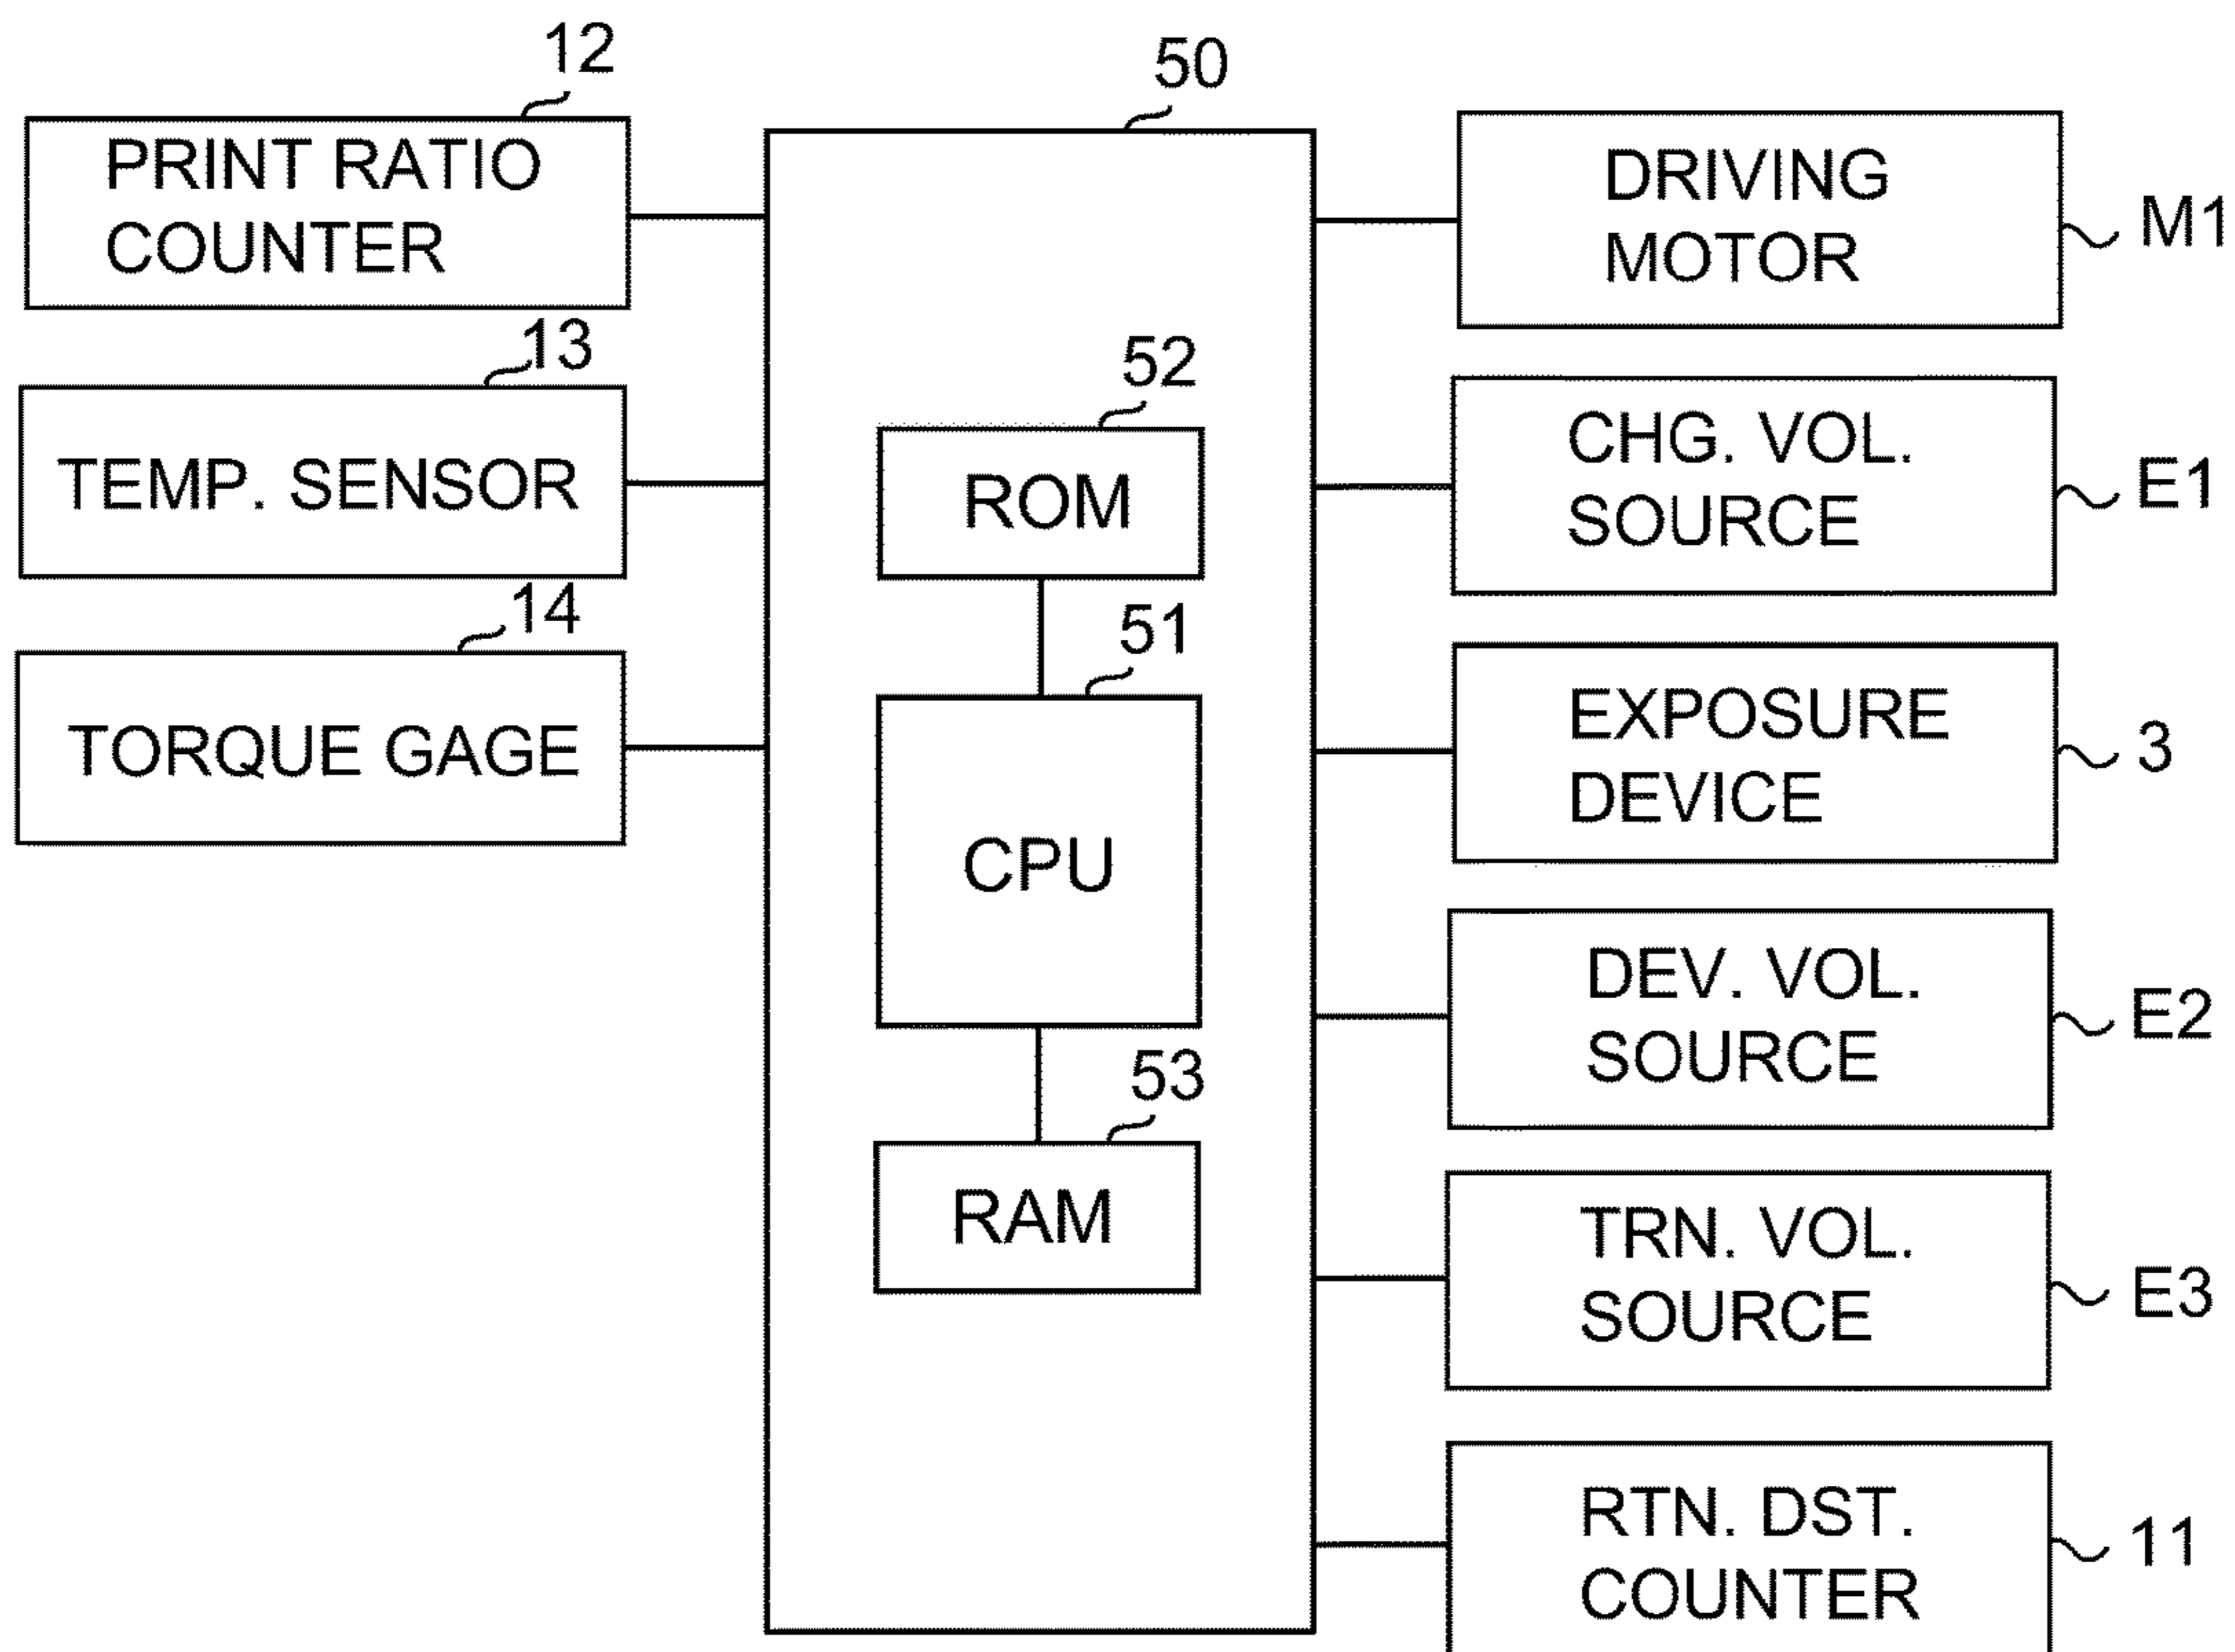 12
PRINT RATIO
COUNTER
13
TEMP. SENSOR
14
TORQUE GAGE
50
52
ROM
51
CPU
53
RAM
DRIVING
MOTOR
M1
CHG. VOL.
SOURCE
E1
EXPOSURE
DEVICE
3
DEV. VOL.
SOURCE
E2
TRN. VOL.
SOURCE
E3
RTN. DST.
COUNTER
11